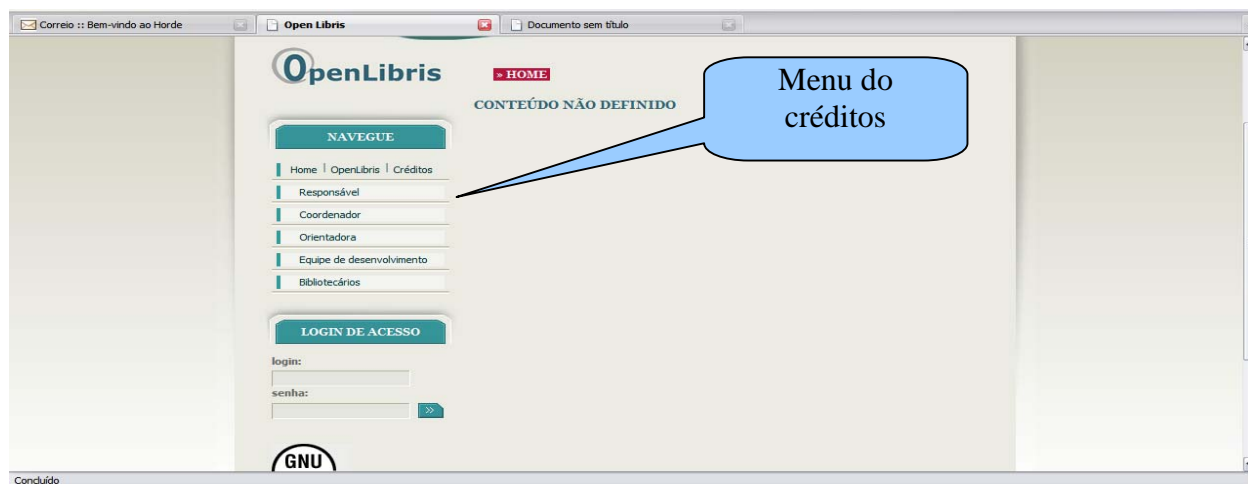 Correio :: Bem-vindo ao Horde
Open Libris
Documento sem título
OpenLibris
» HOME
CONTEÚDO NÃO DEFINIDO
Menu do
créditos
NAVEGUE
Home | OpenLibris | Créditos
Responsável
Coordenador
Orientadora
Equipe de desenvolvimento
Bibliotecários
LOGIN DE ACESSO
login:
senha:
»
GNU
Concluído